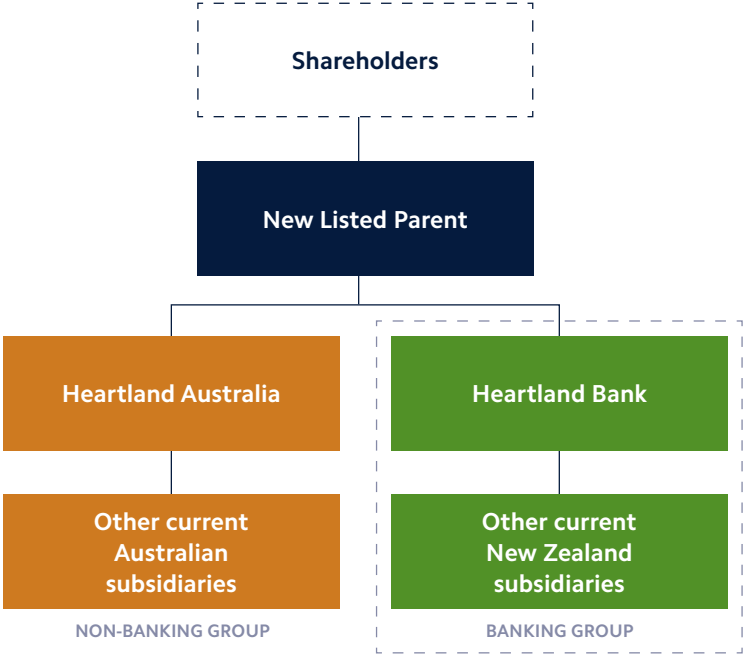 Shareholders
New Listed Parent
Heartland Australia
Heartland Bank
Other current
Australian
subsidiaries
Other current
New Zealand
subsidiaries
NON-BANKING GROUP
BANKING GROUP